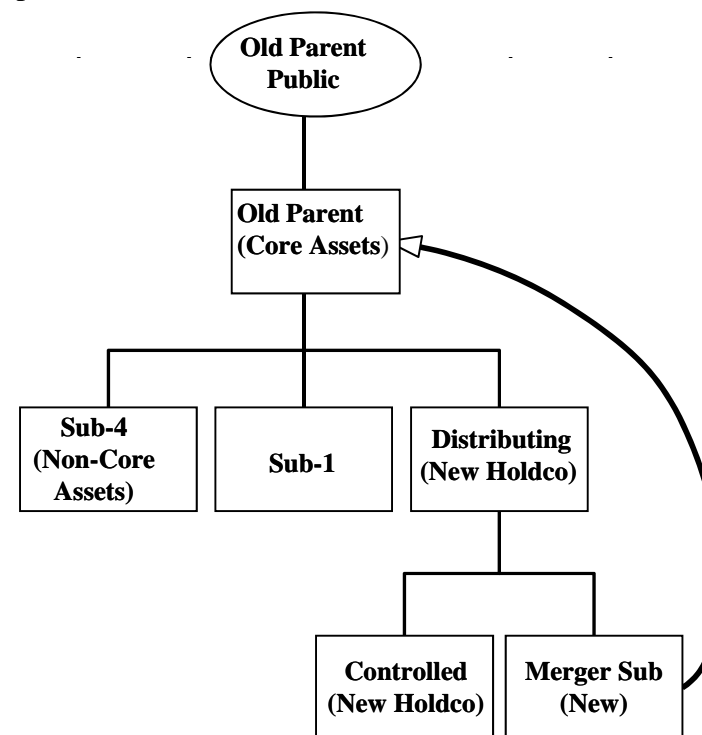 Old Parent
Public
Old Parent
(Core Assets)
Sub-4
(Non-Core
Assets)
Sub-1
Distributing
(New Holdco)
Controlled
(New Holdco)
Merger Sub
(New)